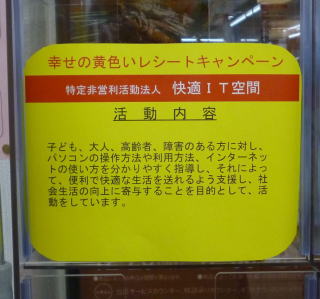 幸せの黄色いレシートキャンペーン
特定非営利活動法人 快適IT空間
活動内容
子ども、大人、高齢者、障害のある方に対し、
パソコンの操作方法や利用方法、インターネッ
トの使い方を分かりやすく指導し、それによっ
て、便利で快適な生活を送れるよう支援し、社
会生活の向上に寄与することを目的として、活
動をしています。